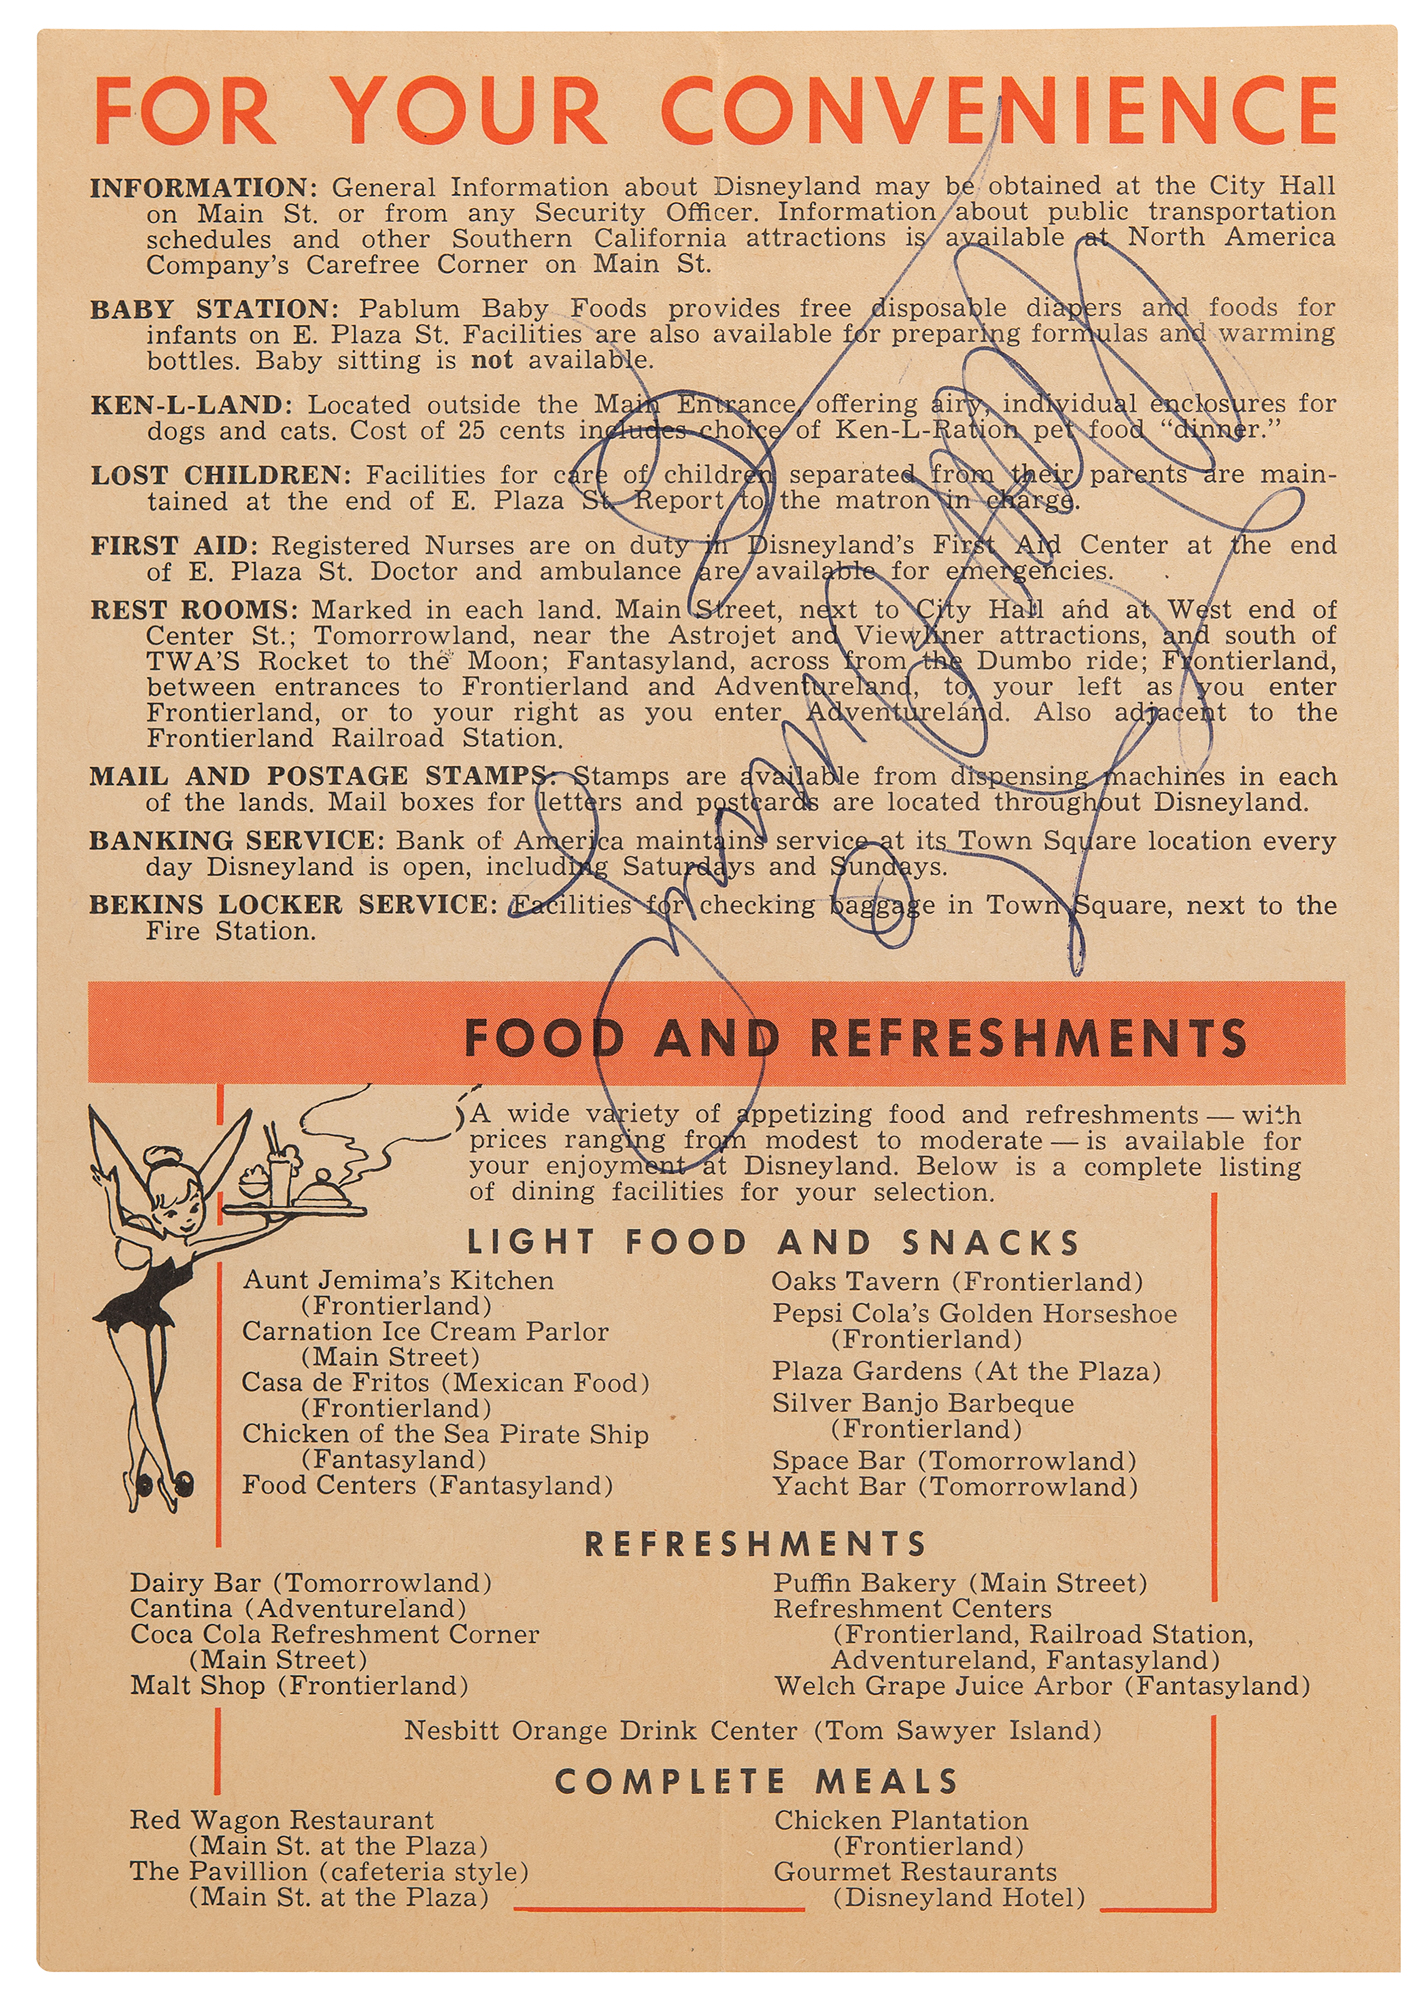 FOR YOUR CONVENIENCE
INFORMATION: General Information about Disneyland may be obtained at the City Hall
on Main St. or from any Security Officer. Information about public transportation
schedules and other Southern California attractions is available at North America
Company's Carefree Corner on Main St.
BABY STATION: Pablum Baby Foods provides free disposable diapers and foods for
infants on E. Plaza St. Facilities are also available for preparing formulas and warming
bottles. Baby sitting is not available.
KEN-L-LAND: Located outside the Main Entrance, offering airy, individual enclosures for
dogs and cats. Cost of 25 cents includes choice of Ken-L-Ration pet food “dinner.”
LOST CHILDREN: Facilities for care of children separated from their parents are main-
tained at the end of E. Plaza St. Report to the matron in charge.
FIRST AID: Registered Nurses are on duty in Disneyland's First Aid Center at the end
of E. Plaza St. Doctor and ambulance are available for emergencies.
REST ROOMS: Marked in each land. Main Street, next to City Hall and at West end of
Center St.; Tomorrowland, near the Astrojet and Viewliner attractions, and south of
TWA'S Rocket to the Moon; Fantasyland, across from the Dumbo ride; Frontierland,
between entrances to Frontierland and Adventureland, to your left as you enter
Frontierland, or to your right as you enter Adventureland. Also adjacent to the
Frontierland Railroad Station.
MAIL AND POSTAGE STAMPS: Stamps are available from dispensing machines in each
of the lands. Mail boxes for letters and postcards are located throughout Disneyland.
BANKING SERVICE: Bank of America maintains service at its Town Square location every
day Disneyland is open, including Saturdays and Sundays.
BEKINS LOCKER SERVICE: Facilities for checking baggage in Town Square, next to the
Fire Station.
FOOD AND REFRESHMENTS
A wide variety of appetizing food and refreshments — with
prices ranging from modest to moderate — is available for
your enjoyment at Disneyland. Below is a complete listing
of dining facilities for your selection.
LIGHT FOOD AND SNACKS
Aunt Jemima's Kitchen
(Frontierland)
Carnation Ice Cream Parlor
(Main Street)
Casa de Fritos (Mexican Food)
(Frontierland)
Chicken of the Sea Pirate Ship
(Fantasyland)
Food Centers (Fantasyland)
Oaks Tavern (Frontierland)
Pepsi Cola's Golden Horseshoe
(Frontierland)
Plaza Gardens (At the Plaza)
Silver Banjo Barbeque
(Frontierland)
Space Bar (Tomorrowland)
Yacht Bar (Tomorrowland)
REFRESHMENTS
Dairy Bar (Tomorrowland)
Cantina (Adventureland)
Coca Cola Refreshment Corner
(Main Street)
Malt Shop (Frontierland)
Puffin Bakery (Main Street)
Refreshment Centers
(Frontierland, Railroad Station,
Adventureland, Fantasyland)
Welch Grape Juice Arbor (Fantasyland)
Nesbitt Orange Drink Center (Tom Sawyer Island)
COMPLETE MEALS
Red Wagon Restaurant
(Main St. at the Plaza)
The Pavillion (cafeteria style)
(Main St. at the Plaza)
Chicken Plantation
(Frontierland)
Gourmet Restaurants
(Disneyland Hotel)